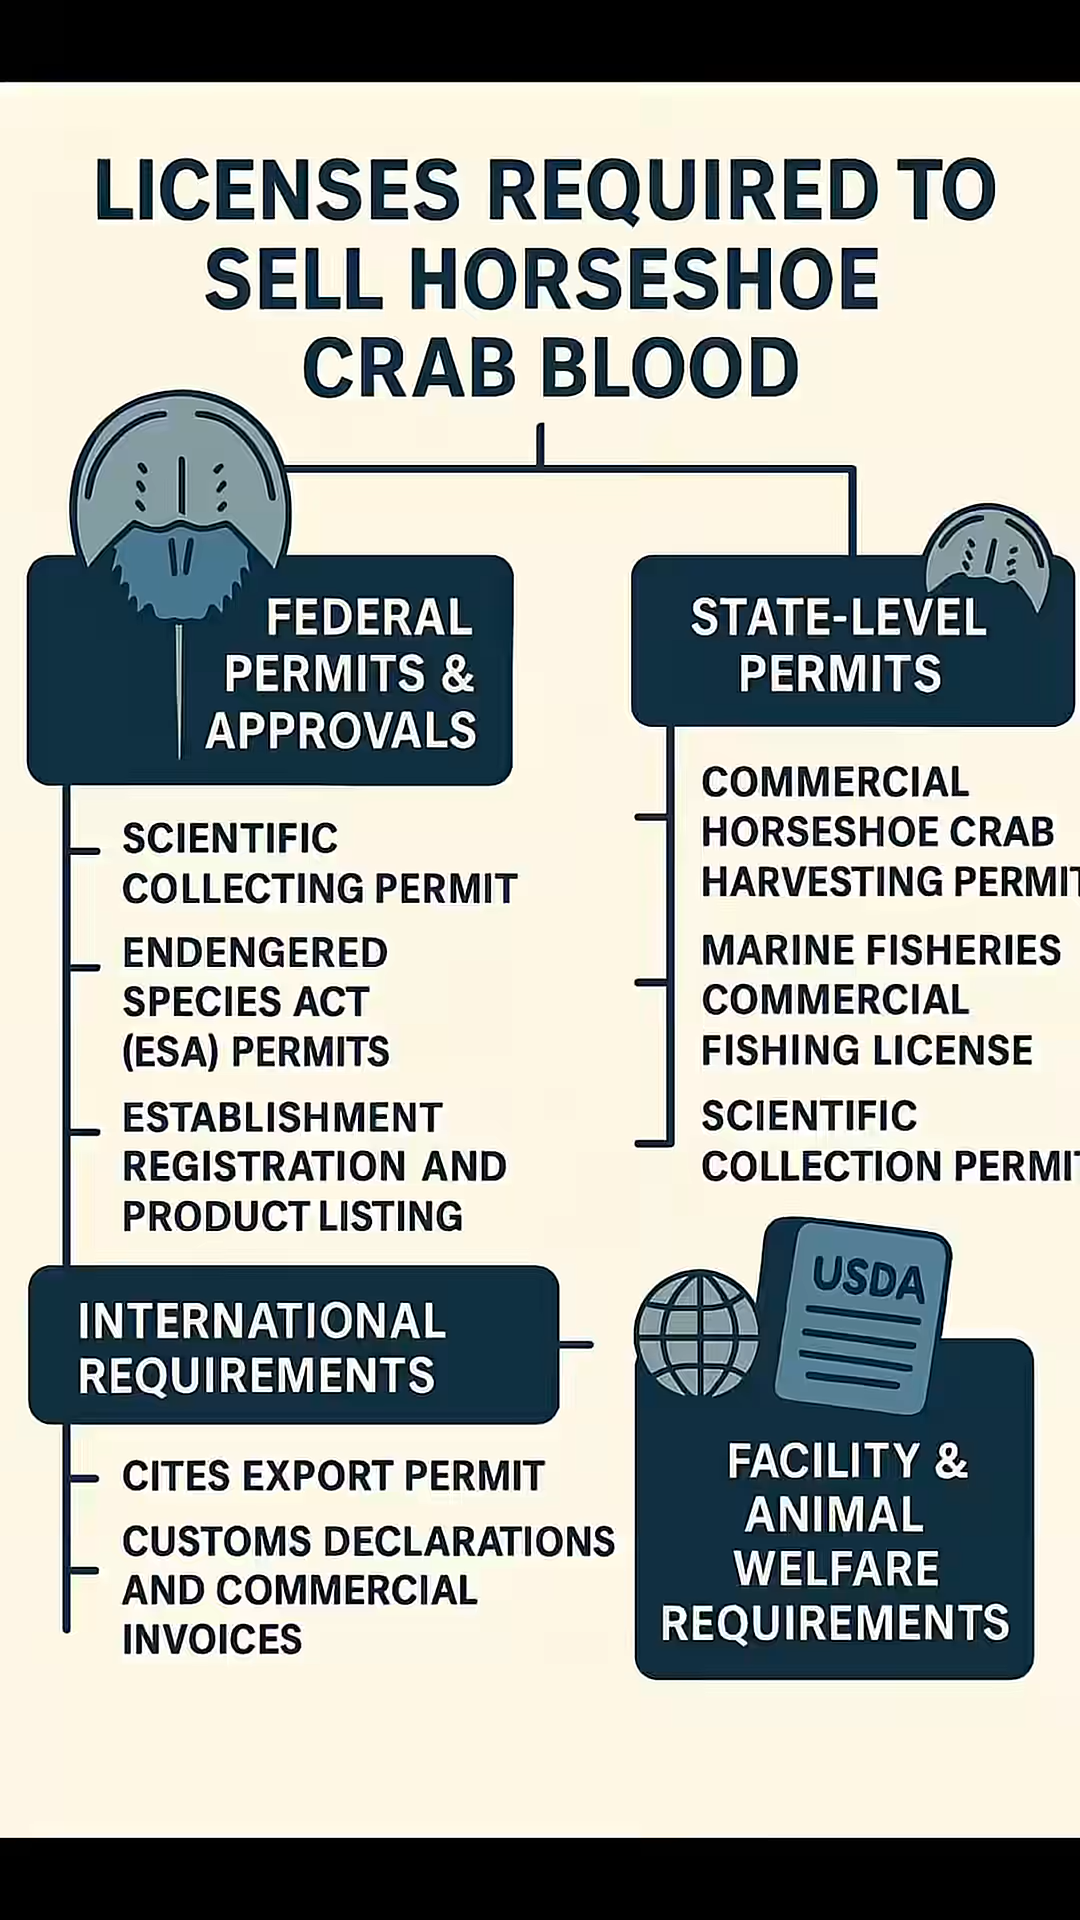 LICENSES REQUIRED TO
SELL HORSESHOE
CRAB BLOOD
FEDERAL
PERMITS &
APPROVALS
SCIENTIFIC
COLLECTING PERMIT
ENDENGERED
SPECIES ACT
(ESA) PERMITS
ESTABLISHMENT
REGISTRATION AND
PRODUCT LISTING
STATE-LEVEL
PERMITS
COMMERCIAL
HORSESHOE CRAB
HARVESTING PERMIT
MARINE FISHERIES
COMMERCIAL
FISHING LICENSE
SCIENTIFIC
COLLECTION PERMIT
INTERNATIONAL
REQUIREMENTS
CITES EXPORT PERMIT
CUSTOMS DECLARATIONS
AND COMMERCIAL
INVOICES
USDA
FACILITY &
ANIMAL
WELFARE
REQUIREMENTS